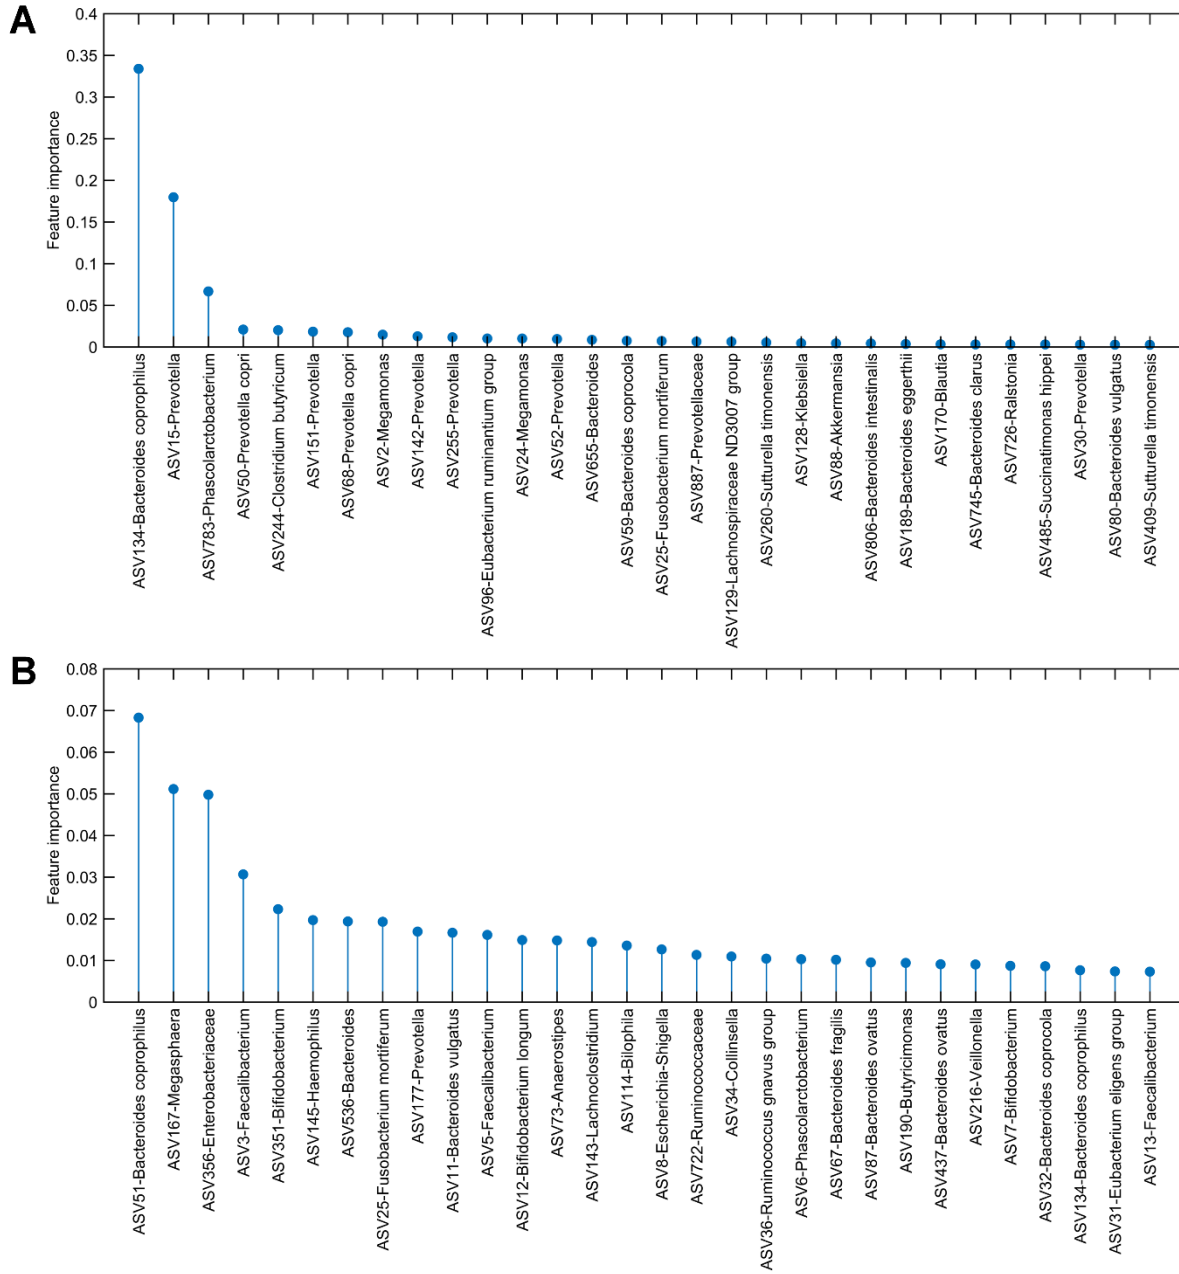 A
0.4
0.35
0.3
0.25
0.2
0.15
0.1
0.05
0
Feature importance
ASV134-Bacteroides coprophilus
ASV15-Prevotella
ASV783-Phascolarctobacterium
ASV50-Prevotella copri
ASV244-Clostridium butyricum
ASV151-Prevotella
ASV68-Prevotella copri
ASV2-Megamonas
ASV142-Prevotella
ASV255-Prevotella
ASV96-Eubacterium ruminantium group
ASV24-Megamonas
ASV52-Prevotella
ASV655-Bacteroides
ASV59-Bacteroides coprocola
ASV25-Fusobacterium mortiferum
ASV887-Prevotellaceae
ASV129-Lachnospiraceae ND3007 group
ASV260-Sutturella timonensis
ASV128-Klebsiella
ASV88-Akkermansia
ASV806-Bacteroides intestinalis
ASV189-Bacteroides eggerthii
ASV170-Blautia
ASV745-Bacteroides clarus
ASV726-Ralstonia
ASV485-Succinatimonas hippei
ASV30-Prevotella
ASV80-Bacteroides vulgatus
ASV409-Sutturella timonensis
B
0.08
0.07
0.06
0.05
0.04
0.03
0.02
0.01
0
Feature importance
ASV51-Bacteroides coprophilus
ASV167-Megasphaera
ASV356-Enterobacteriaceae
ASV3-Faecalibacterium
ASV351-Bifidobacterium
ASV145-Haemophilus
ASV536-Bacteroides
ASV25-Fusobacterium mortiferum
ASV177-Prevotella
ASV11-Bacteroides vulgatus
ASV5-Faecalibacterium
ASV12-Bifidobacterium longum
ASV73-Anaerostipes
ASV143-Lachnoclostridium
ASV114-Bilophila
ASV8-Escherichia-Shigella
ASV722-Ruminococcaceae
ASV34-Collinsella
ASV36-Ruminococcus gnavus group
ASV6-Phascolarctobacterium
ASV67-Bacteroides fragilis
ASV87-Bacteroides ovatus
ASV190-Butyricimonas
ASV437-Bacteroides ovatus
ASV216-Veillonella
ASV7-Bifidobacterium
ASV32-Bacteroides coprocola
ASV134-Bacteroides coprophilus
ASV31-Eubacterium eligens group
ASV13-Faecalibacterium